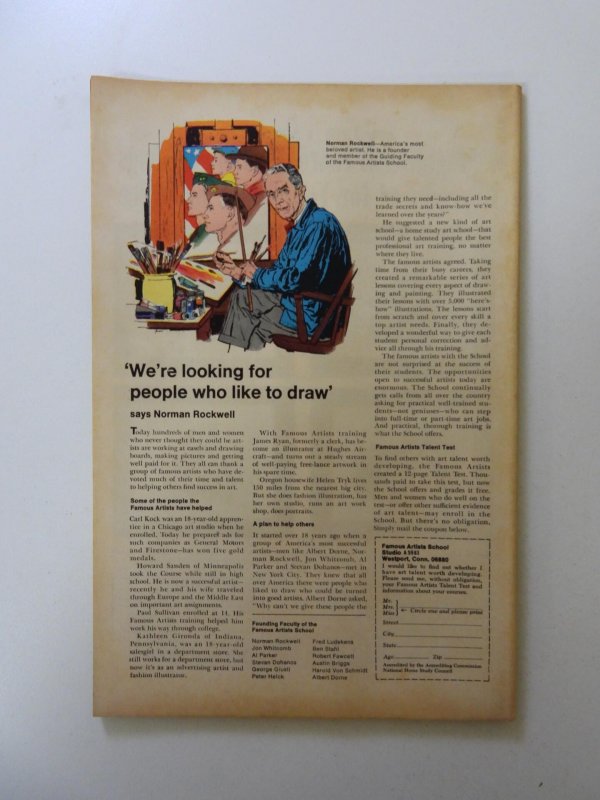 Norman Rockwell—America's most
beloved artist. He is a founder
and member of the Guiding Faculty
of the Famous Artists School.
'We're looking for
people who like to draw'
says Norman Rockwell
Today hundreds of men and women
who never thought they could be art-
ists are working at easels and drawing
boards, making pictures and getting
well paid for it. They all can thank a
group of famous artists who have de-
voted much of their time and talent
to helping others find success in art.
Some of the people the
Famous Artists have helped
Carl Kock was an 18-year-old appren-
tice in a Chicago art studio when he
enrolled. Today he prepares ads for
such companies as General Motors
and Firestone—has won five gold
medals.
Howard Sanden of Minneapolis
took the Course while still in high
school. He is now a successful artist—
recently he and his wife traveled
through Europe and the Middle East
on important art assignments.
Paul Sullivan enrolled at 14. His
Famous Artists training helped him
work his way through college.
Kathleen Gironda of Indiana,
Pennsylvania, was an 18-year-old
salesgirl in a department store. She
still works for a department store, but
now it's as an advertising artist and
fashion illustrator.
With Famous Artists training
James Ryan, formerly a clerk, has be-
come an illustrator at Hughes Air-
craft—and turns out a steady stream
of well-paying free-lance artwork in
his spare time.
Oregon housewife Helen Tryk lives
150 miles from the nearest big city.
But she does fashion illustration, has
her own studio, runs an art work
shop, does portraits.
A plan to help others
It started over 18 years ago when a
group of America's most successful
artists—men like Albert Dorne, Nor-
man Rockwell, Jon Whitcomb, Al
Parker and Stevan Dohanos—met in
New York City. They knew that all
over America there were people who
liked to draw who could be turned
into good artists. Albert Dorne asked,
"Why can't we give these people the
Founding Faculty of the
Famous Artists School
Norman Rockwell
Jon Whitcomb
Al Parker
Stevan Dohanos
George Giusti
Peter Helck
Fred Ludekens
Ben Stahl
Robert Fawcett
Austin Briggs
Harold Von Schmidt
Albert Dorne
training they need—including all the
trade secrets and know-how we've
learned over the years?"
He suggested a new kind of art
school—a home study art school—that
would give talented people the best
professional art training, no matter
where they live.
The famous artists agreed. Taking
time from their busy careers, they
created a remarkable series of art
lessons covering every aspect of draw-
ing and painting. They illustrated
their lessons with over 5,000 "here's-
how" illustrations. The lessons start
from scratch and cover every skill a
top artist needs. Finally, they de-
veloped a wonderful way to give each
student personal correction and ad-
vice all through his training.
The famous artists with the School
are not surprised at the success of
their students. The opportunities
open to successful artists today are
enormous. The School continually
gets calls from all over the country
asking for practical well-trained stu-
dents—not geniuses—who can step
into full-time or part-time art jobs.
And practical, thorough training is
what the School offers.
Famous Artists Talent Test
To find others with art talent worth
developing, the Famous Artists
created a 12-page Talent Test. Thou-
sands paid to take this test, but now
the School offers and grades it free.
Men and women who do well on the
test—or offer other sufficient evidence
of art talent—may enroll in the
School. But there's no obligation.
Simply mail the coupon below.
Famous Artists School
Studio
Westport, Conn. 06880
I would like to find out whether I
have art talent worth developing.
Please send me, without obligation,
your Famous Artists Talent Test and
information about your courses.
Mr.
Mrs.
Miss
← Circle one and please print
Street
City
State
Age Zip
Accredited by the Accrediting Commission
National Home Study Council